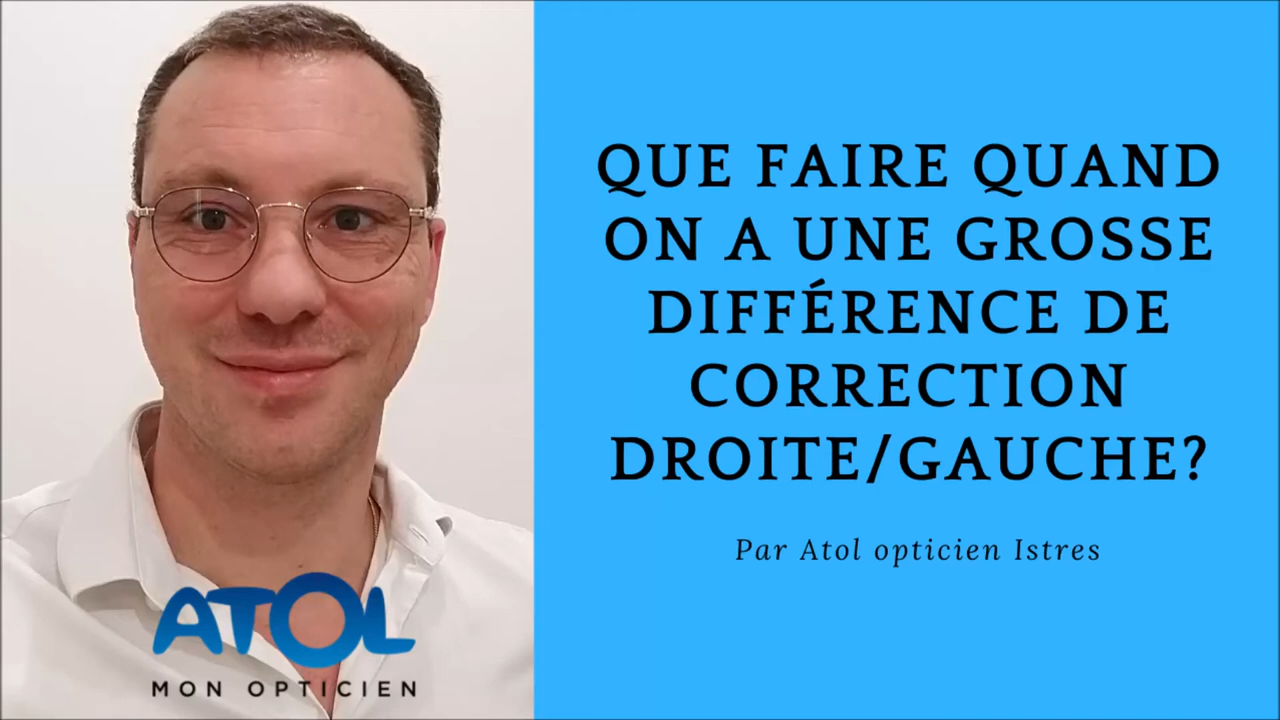 QUE FAIRE QUAND
ON A UNE GROSSE
DIFFÉRENCE DE
CORRECTION
DROITE/GAUCHE?
Par Atol opticien Istres
ATOL
MON OPTICIEN